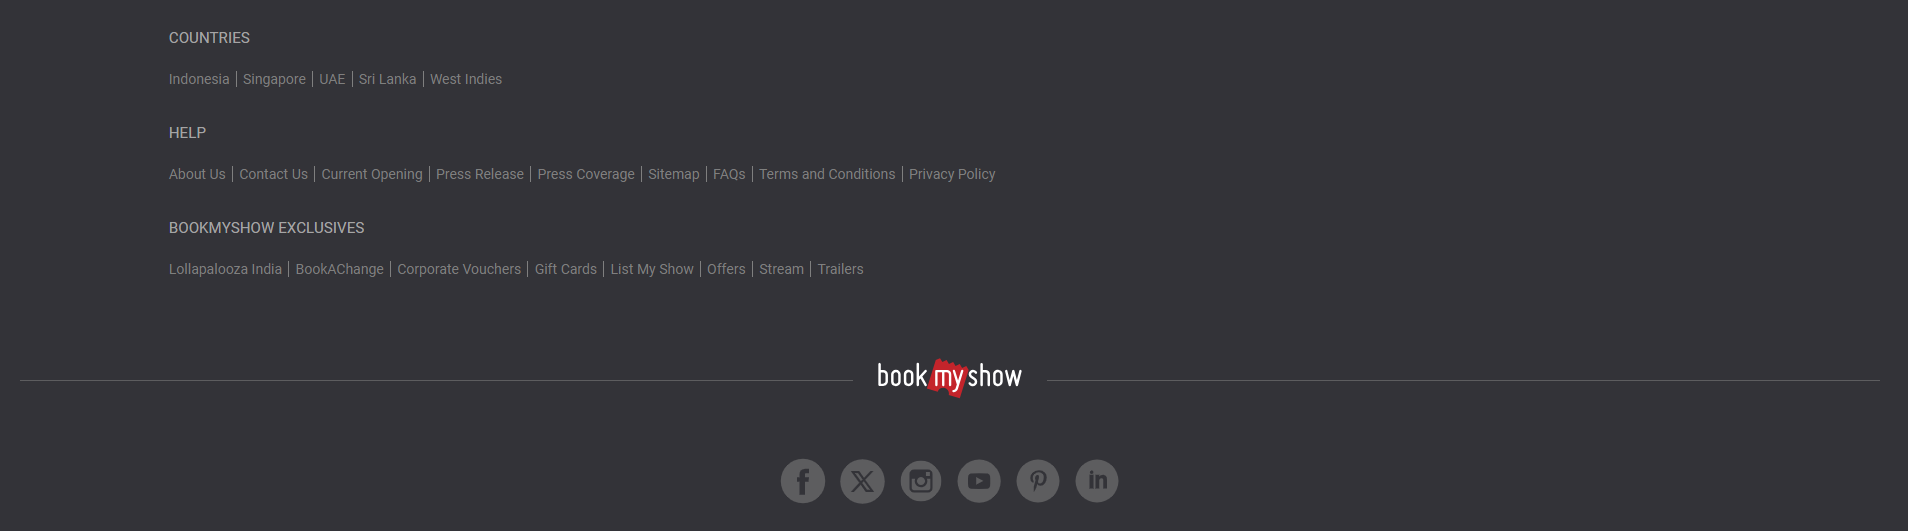 COUNTRIES
Indonesia | Singapore | UAE | Sri Lanka | West Indies
HELP
About Us | Contact Us | Current Opening | Press Release | Press Coverage | Sitemap | FAQs | Terms and Conditions | Privacy Policy
BOOKMYSHOW EXCLUSIVES
Lollapalooza India | BookAChange | Corporate Vouchers | Gift Cards | List My Show | Offers | Stream | Trailers
book my show